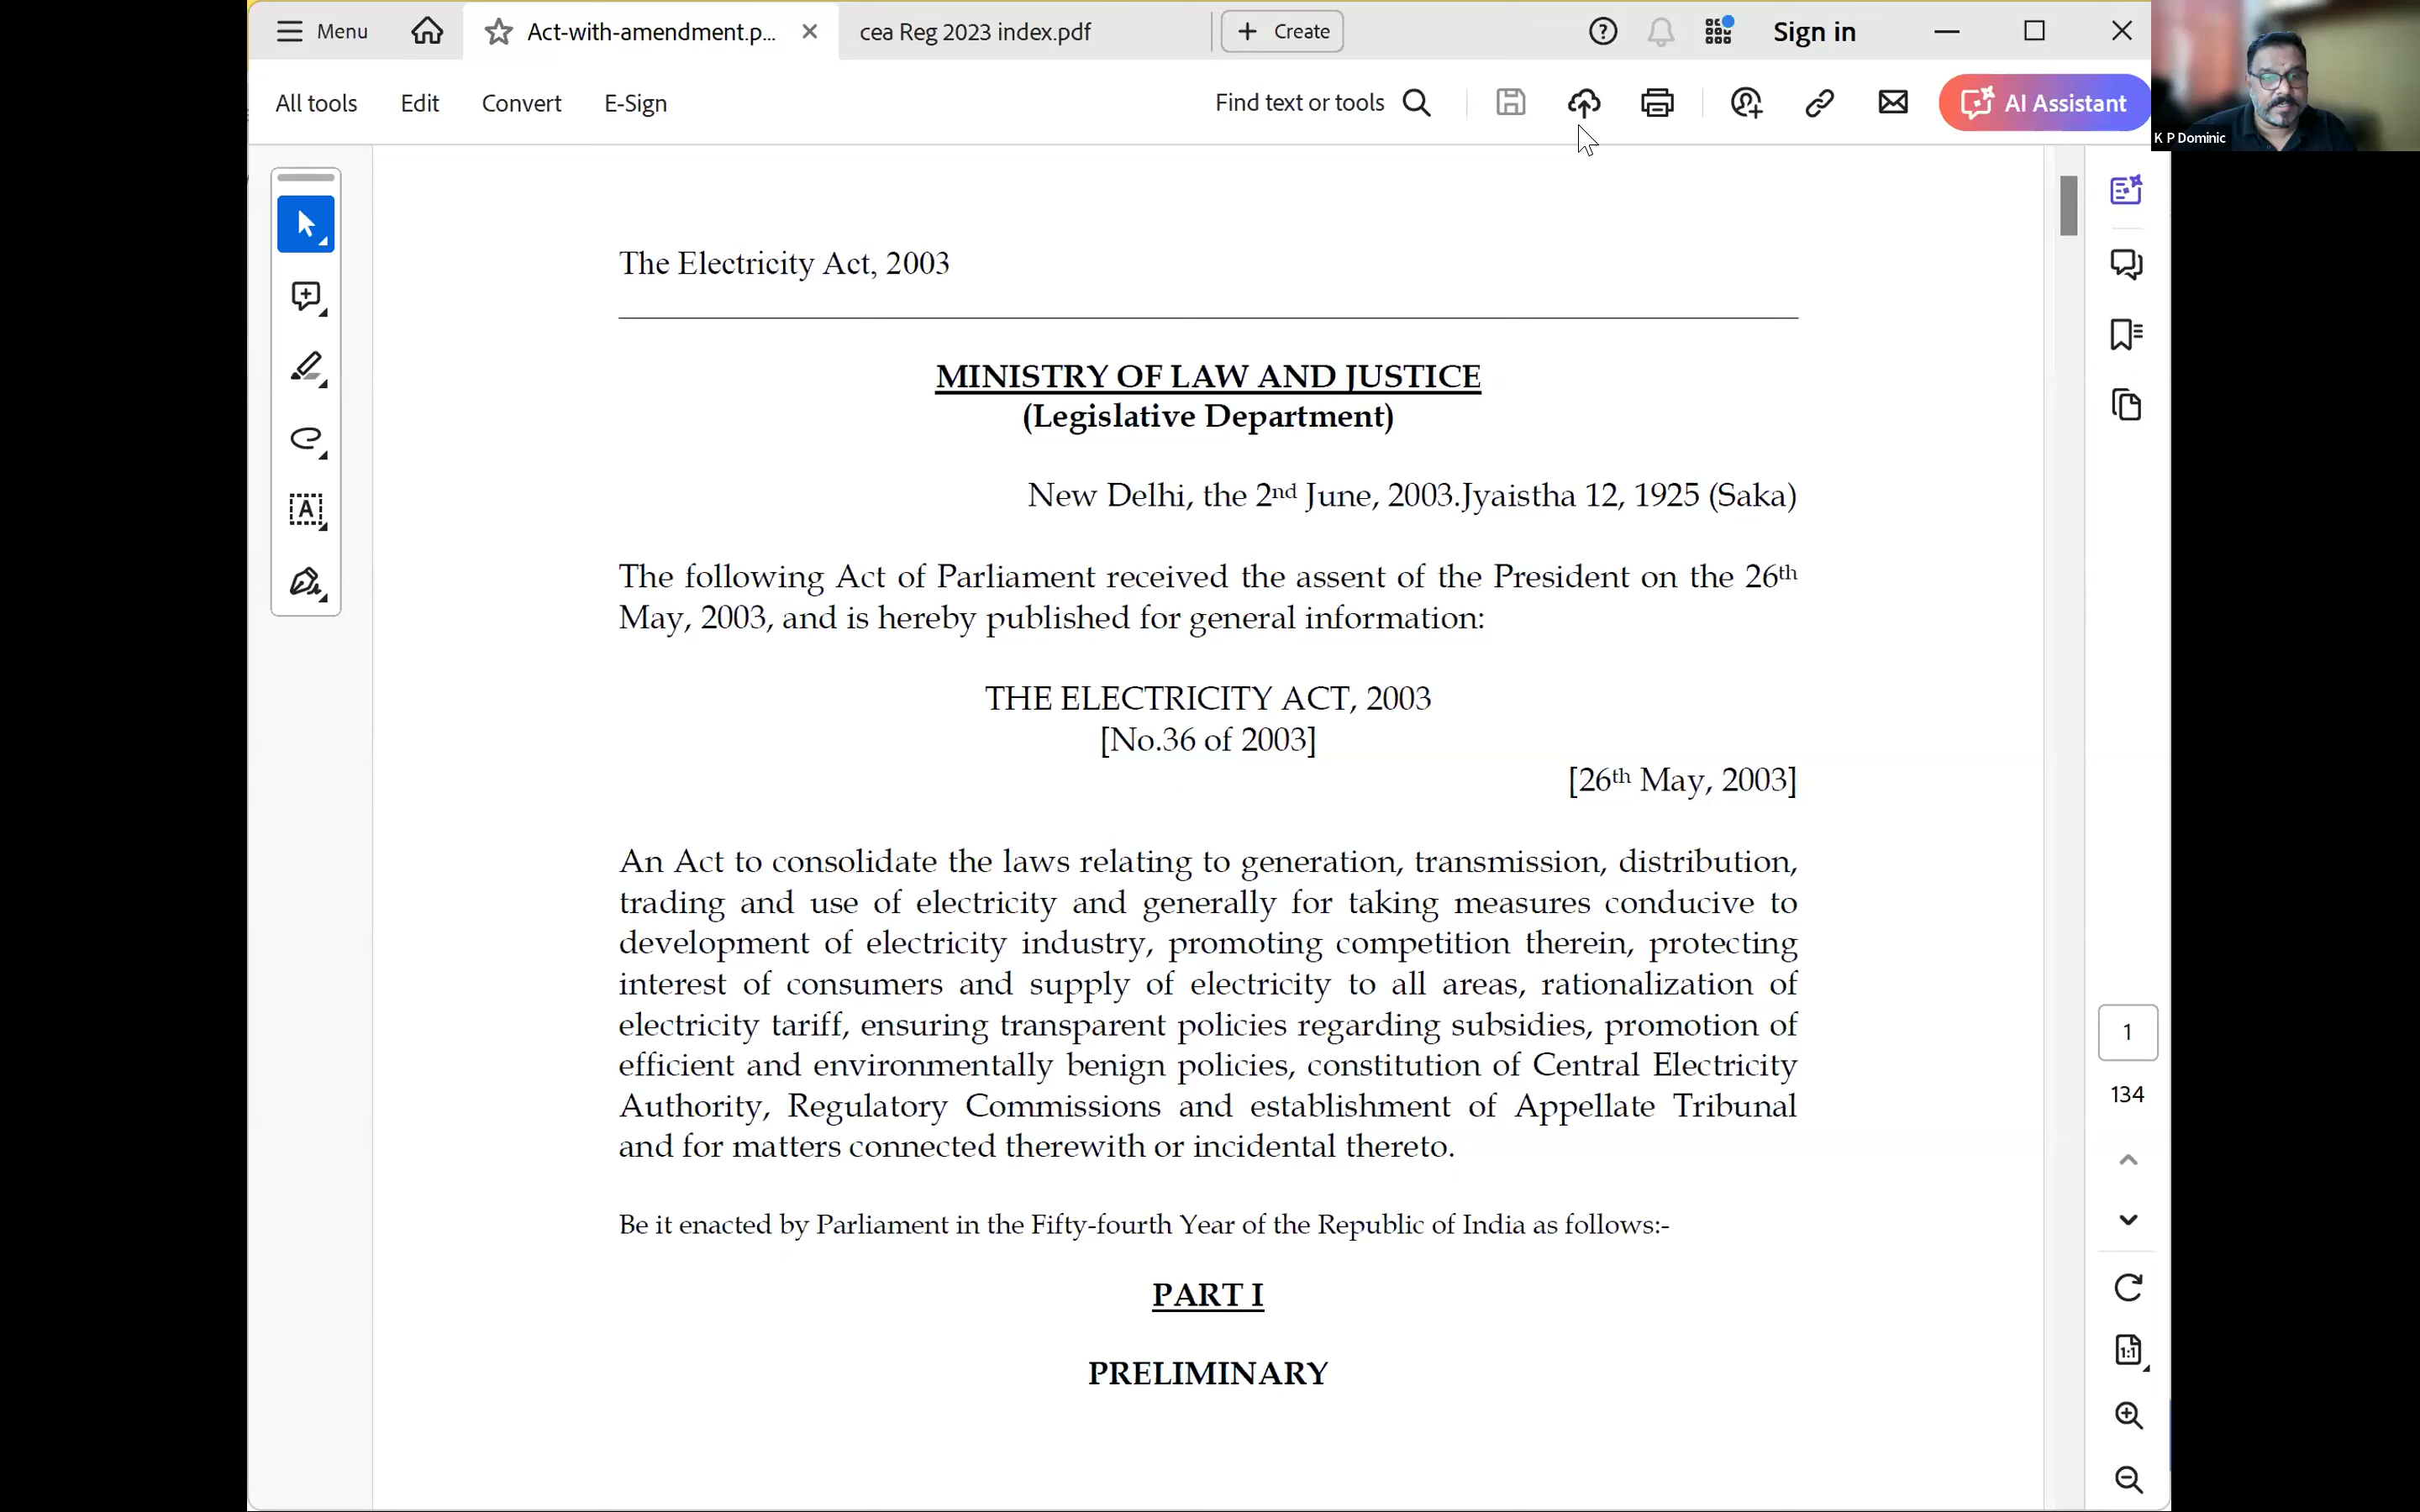 Menu
Act-with-amendment.p...
cea Reg 2023 index.pdf
Create
Sign in
All tools
Edit
Convert
E-Sign
Find text or tools
AI Assistant
K P Dominic
The Electricity Act, 2003
MINISTRY OF LAW AND JUSTICE
(Legislative Department)
New Delhi, the 2nd June, 2003.Jyaistha 12, 1925 (Saka)
The following Act of Parliament received the assent of the President on the 26th
May, 2003, and is hereby published for general information:
THE ELECTRICITY ACT, 2003
[No.36 of 2003]
[26th May, 2003]
An Act to consolidate the laws relating to generation, transmission, distribution,
trading and use of electricity and generally for taking measures conducive to
development of electricity industry, promoting competition therein, protecting
interest of consumers and supply of electricity to all areas, rationalization of
electricity tariff, ensuring transparent policies regarding subsidies, promotion of
efficient and environmentally benign policies, constitution of Central Electricity
Authority, Regulatory Commissions and establishment of Appellate Tribunal
and for matters connected therewith or incidental thereto.
Be it enacted by Parliament in the Fifty-fourth Year of the Republic of India as follows:-
PART I
PRELIMINARY
1
134
1:1